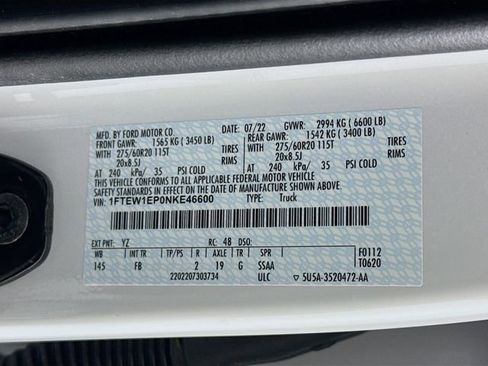 MFD. BY FORD MOTOR CO.
DATE: 07/22 GVWR: 2994 KG ( 6600 LB)
FRONT GAWR: 1565 KG ( 3450 LB) REAR GAWR: 1542 KG ( 3400 LB)
WITH 275/60R20 115T TIRES WITH 275/60R20 115T TIRES
20x8.5J RIMS 20x8.5J RIMS
AT 240 kPa/ 35 PSI COLD AT 240 kPa/ 35 PSI COLD
THIS VEHICLE CONFORMS TO ALL APPLICABLE FEDERAL MOTOR VEHICLE
SAFETY STANDARDS IN EFFECT ON THE DATE OF MANUFACTURE SHOWN ABOVE.
VIN: 1FTEW1EP0NKE46600 TYPE: Truck
EXT PNT: YZ RC: 48 DSO:
WB INT TR TP/PS R AXLE TR SPR F0112
145 FB 2 19 G SSAA T0620
2202207303734 ULC ▽ 5U5A-3520472-AA